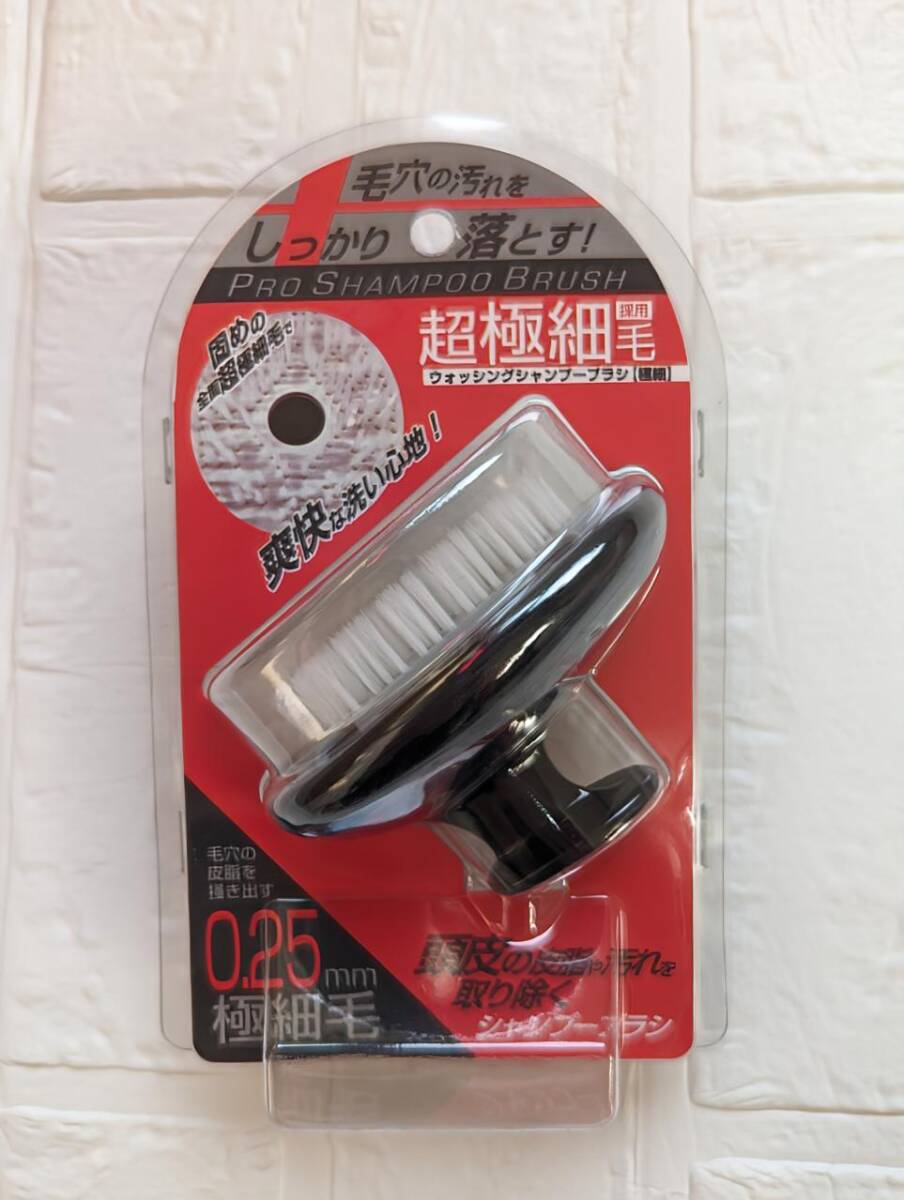 毛穴の汚れを
しっかり 落とす!
PRO SHAMPOO BRUSH
超極細毛
採用
ウォッシングシャンプーブラシ【極細】
固めの
全面超極細毛で
爽快な洗い心地!
毛穴の
皮脂を
掻き出す
0.25mm
極細毛
頭皮の皮脂や汚れを
取り除く
シャンプーブラシ